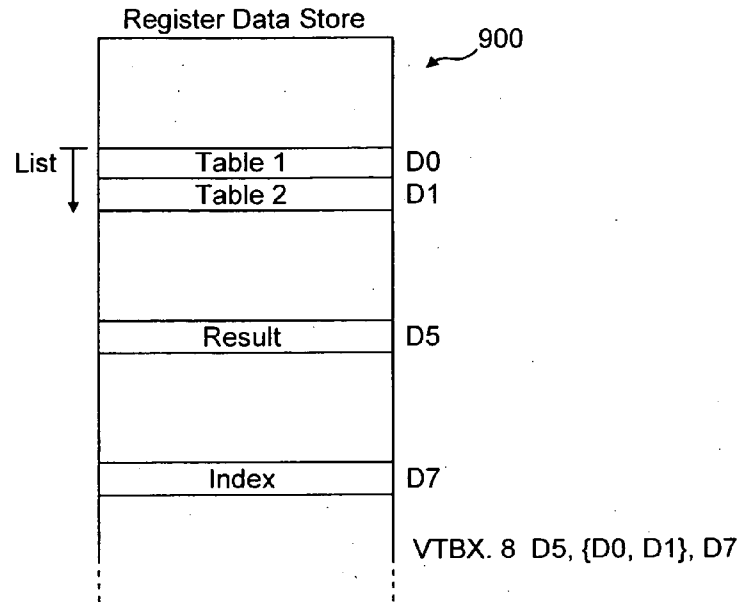 Register Data Store
900
List
Table 1 D0
Table 2 D1
Result D5
Index D7
VTBX. 8 D5, {D0, D1}, D7